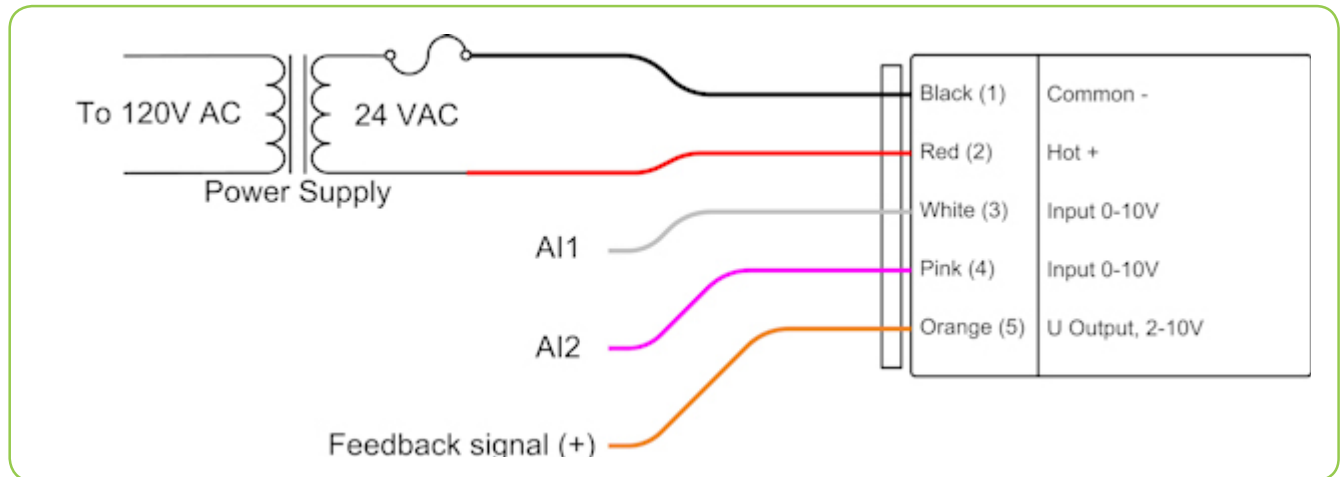 To 120V AC
24 VAC
Power Supply
Black (1) Common -
Red (2) Hot +
White (3) Input 0-10V
Pink (4) Input 0-10V
Orange (5) U Output, 2-10V
AI1
AI2
Feedback signal (+)